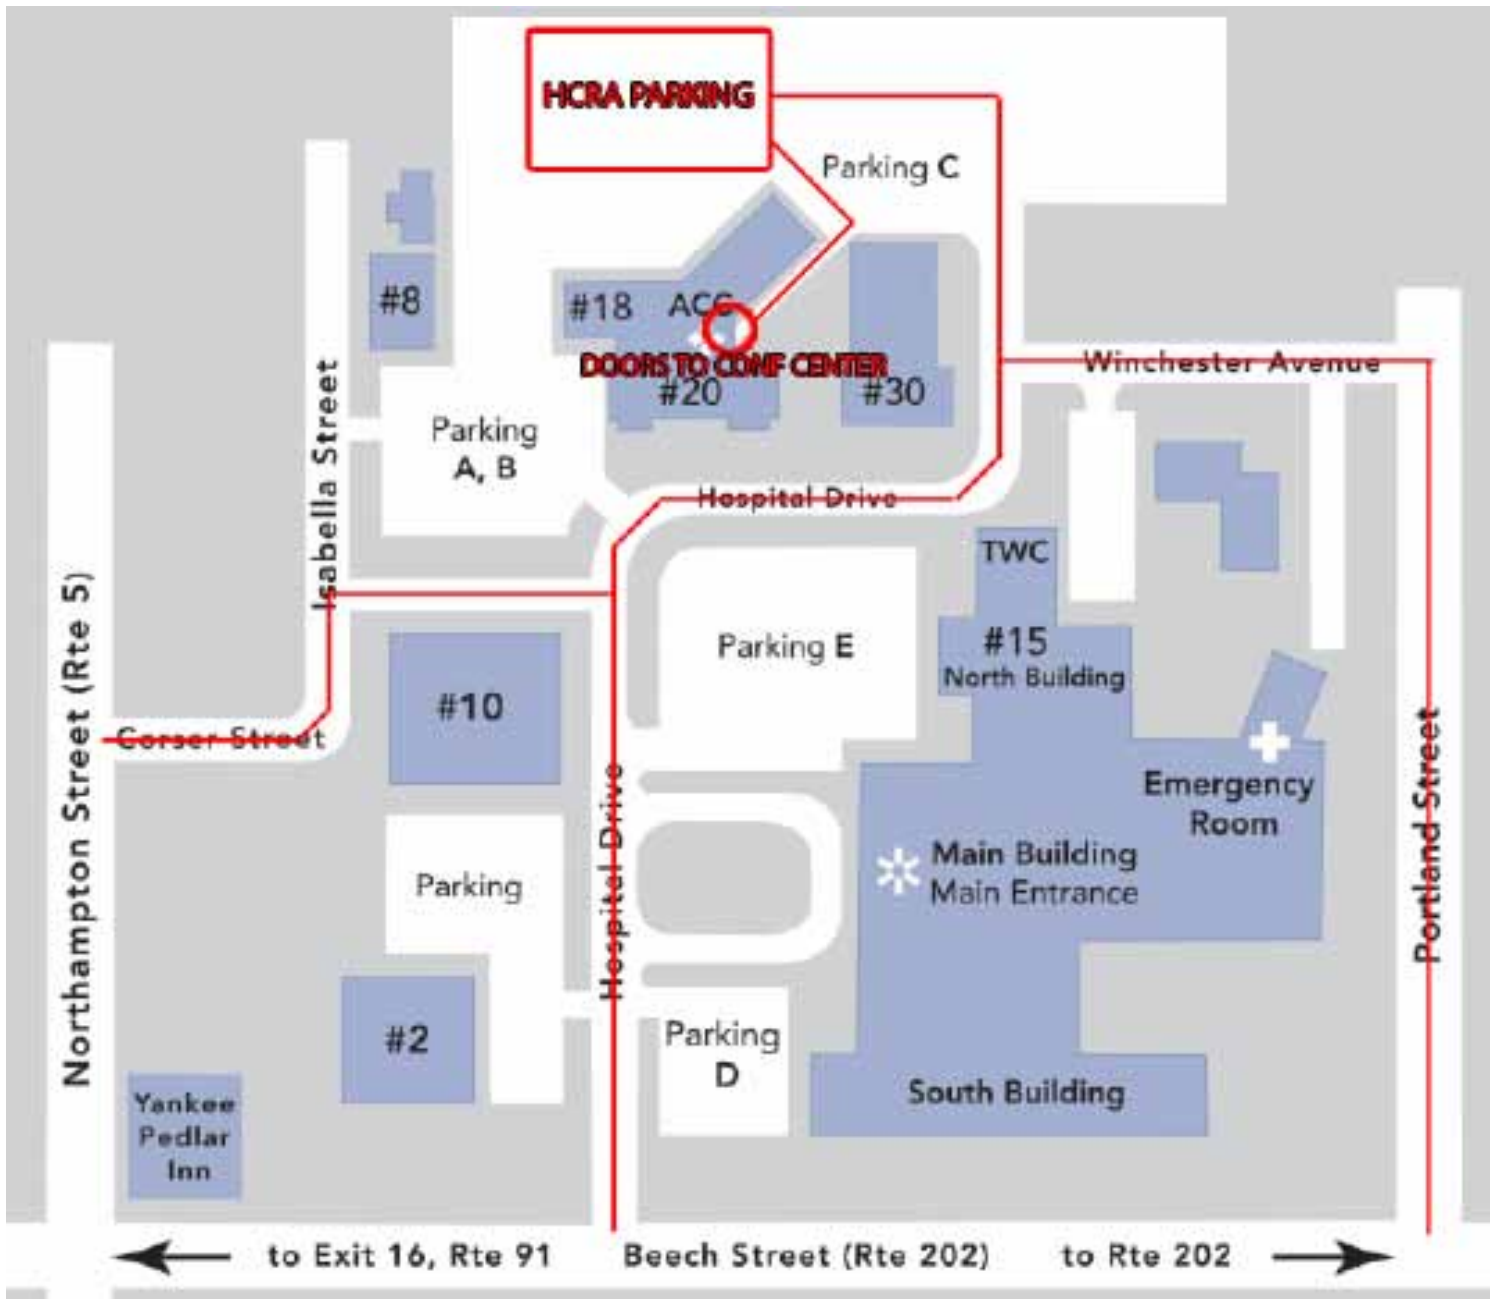 HCRA PARKING
Parking C
#8
#18
ACC
DOORS TO CONF CENTER
#20
#30
Winchester Avenue
Isabella Street
Parking
A, B
Hospital Drive
TWC
#15
North Building
Parking E
#10
Corser Street
Northampton Street (Rte 5)
Hospital Drive
Emergency
Room
Main Building
Main Entrance
Portland Street
Parking
#2
Parking
D
South Building
Yankee
Pedlar
Inn
to Exit 16, Rte 91
Beech Street (Rte 202)
to Rte 202